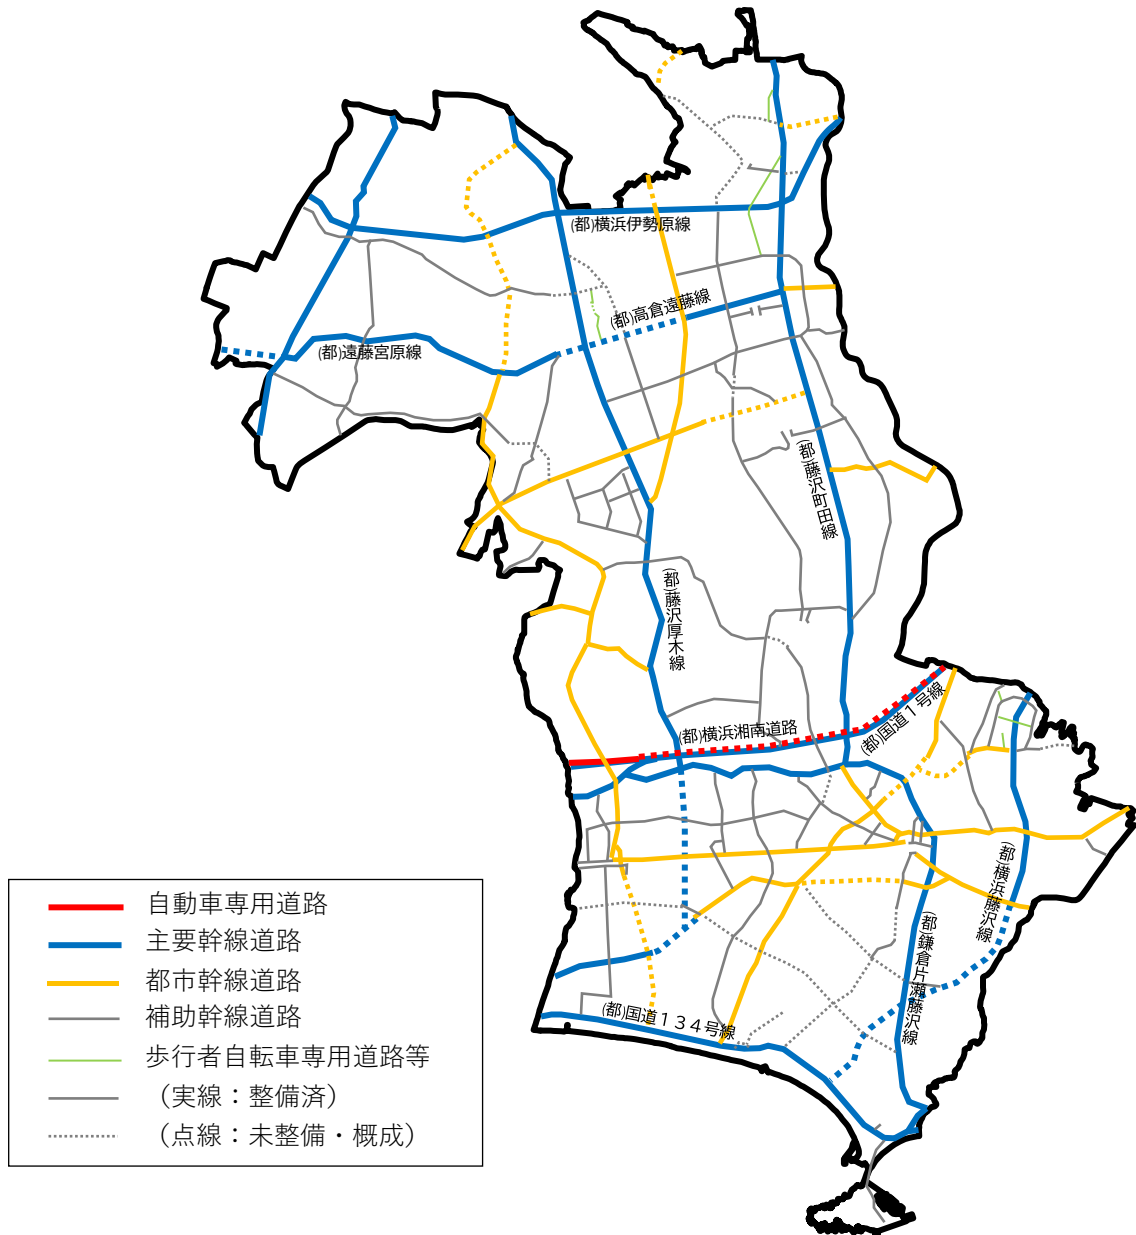 (都)横浜伊勢原線
(都)高倉遠藤線
(都)遠藤宮原線
(都)藤沢町田線
(都)藤沢厚木線
(都)横浜湘南道路
(都)国道1号線
(都)横浜藤沢線
(都)鎌倉片瀬藤沢線
(都)国道134号線
自動車専用道路
主要幹線道路
都市幹線道路
補助幹線道路
歩行者自転車専用道路等
(実線:整備済)
(点線:未整備・概成)